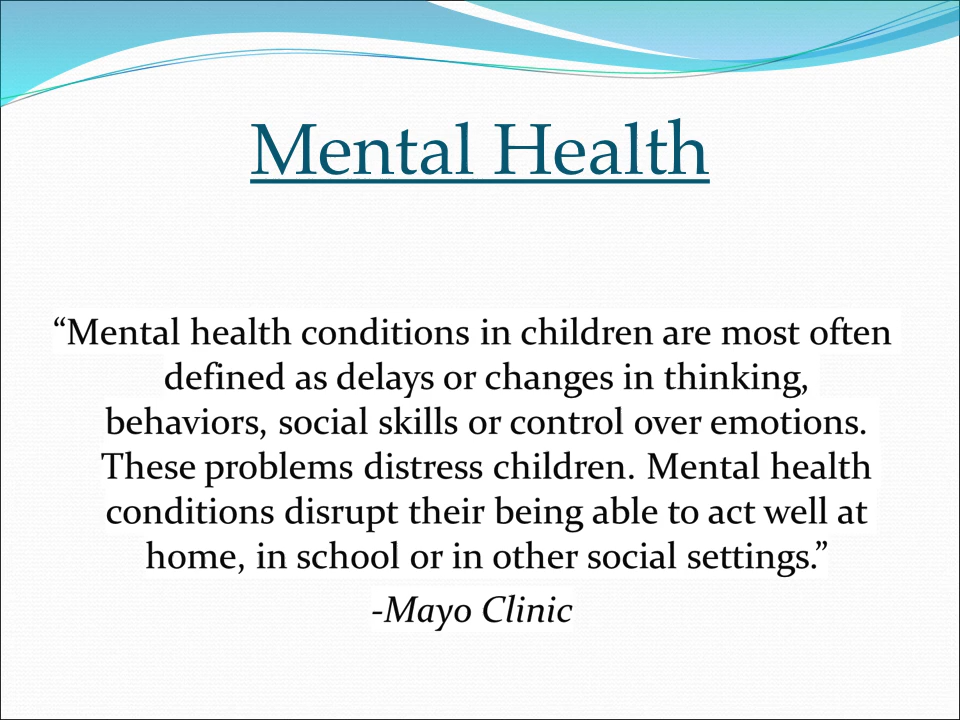 Mental Health
“Mental health conditions in children are most often
defined as delays or changes in thinking,
behaviors, social skills or control over emotions.
These problems distress children. Mental health
conditions disrupt their being able to act well at
home, in school or in other social settings.”
-Mayo Clinic